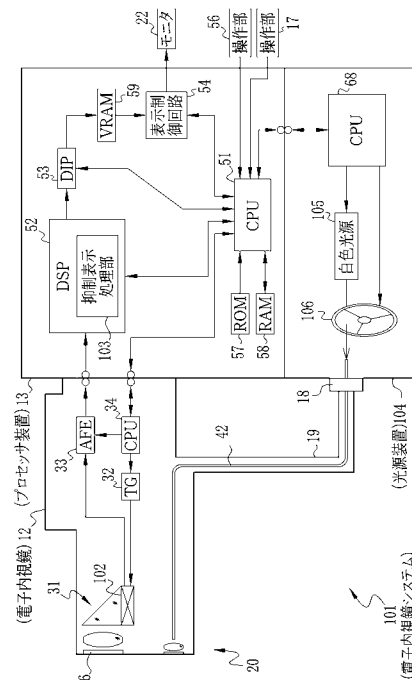 (電子内視鏡)12
(プロセッサ装置)13
22
モニタ
56
操作部
17
操作部
59
VRAM
54
表示制御回路
53
DIP
52
DSP
抑制表示処理部
103
51
CPU
ROM
57
RAM
58
68
CPU
105
白色光源
106
33
AFE
34
CPU
32
TG
31
102
18
42
19
(光源装置)104
6
20
101
(電子内視鏡システム)